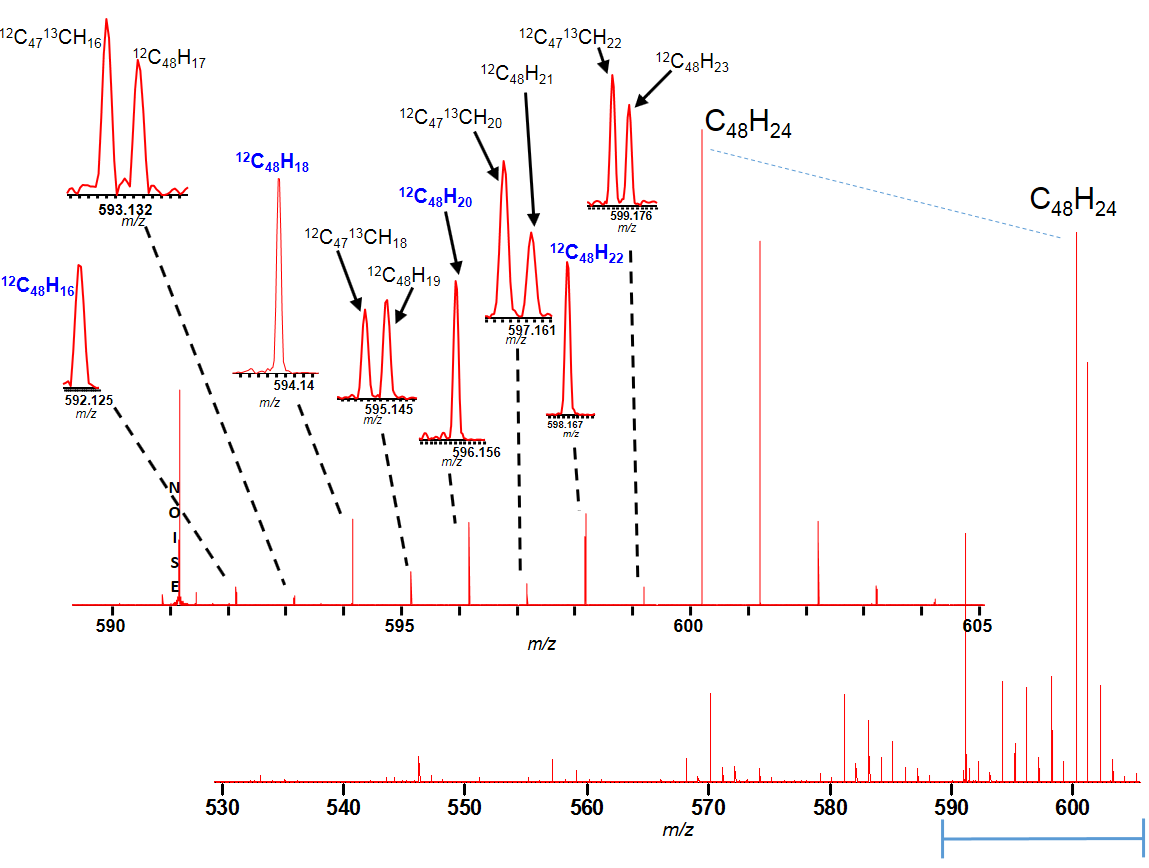 ¹²C₄₇¹³CH₁₆
¹²C₄₈H₁₇
593.132
m/z
¹²C₄₈H₁₆
592.125
m/z
¹²C₄₈H₁₈
594.14
m/z
¹²C₄₇¹³CH₁₈
¹²C₄₈H₁₉
595.145
m/z
¹²C₄₈H₂₀
596.156
m/z
¹²C₄₇¹³CH₂₀
¹²C₄₈H₂₁
597.161
m/z
¹²C₄₈H₂₂
598.167
m/z
¹²C₄₇¹³CH₂₂
¹²C₄₈H₂₃
599.176
m/z
C₄₈H₂₄
C₄₈H₂₄
NOISE
590 595 600 605
m/z
530 540 550 560 570 580 590 600
m/z